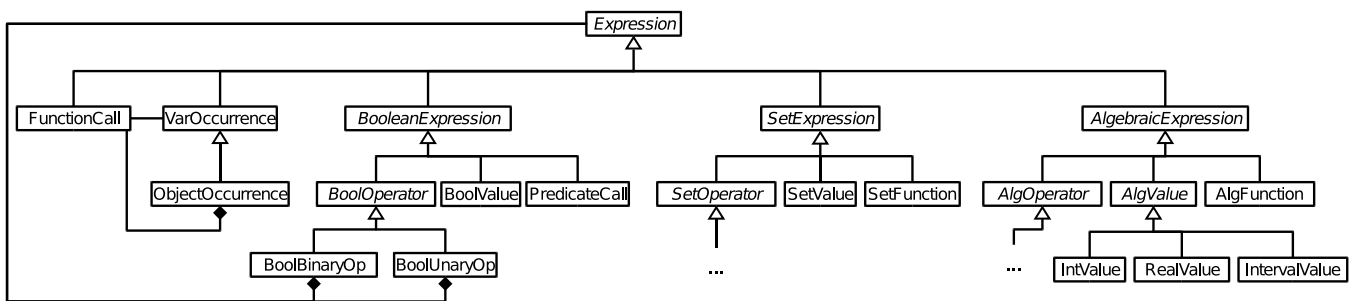 Expression
FunctionCall VarOccurrence BooleanExpression SetExpression AlgebraicExpression
ObjectOccurrence BoolOperator BoolValue PredicateCall SetOperator SetValue SetFunction AlgOperator AlgValue AlgFunction
BoolBinaryOp BoolUnaryOp ... ... IntValue RealValue IntervalValue